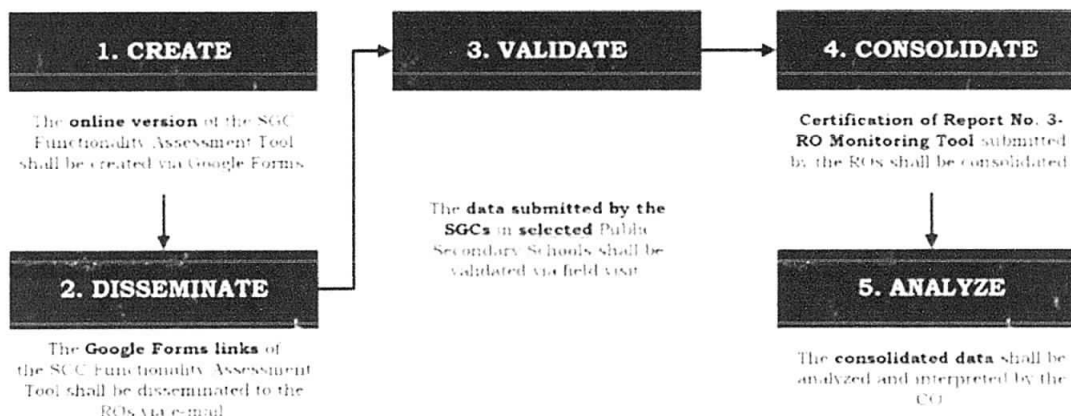 1. CREATE
The online version of the SGC
Functionality Assessment Tool
shall be created via Google Forms
2. DISSEMINATE
The Google Forms links of
the SGC Functionality Assessment
Tool shall be disseminated to the
ROs via e-mail
3. VALIDATE
The data submitted by the
SGCs in selected Public
Secondary Schools shall be
validated via field visit
4. CONSOLIDATE
Certification of Report No. 3-
RO Monitoring Tool submitted
by the ROs shall be consolidated
5. ANALYZE
The consolidated data shall be
analyzed and interpreted by the
CO